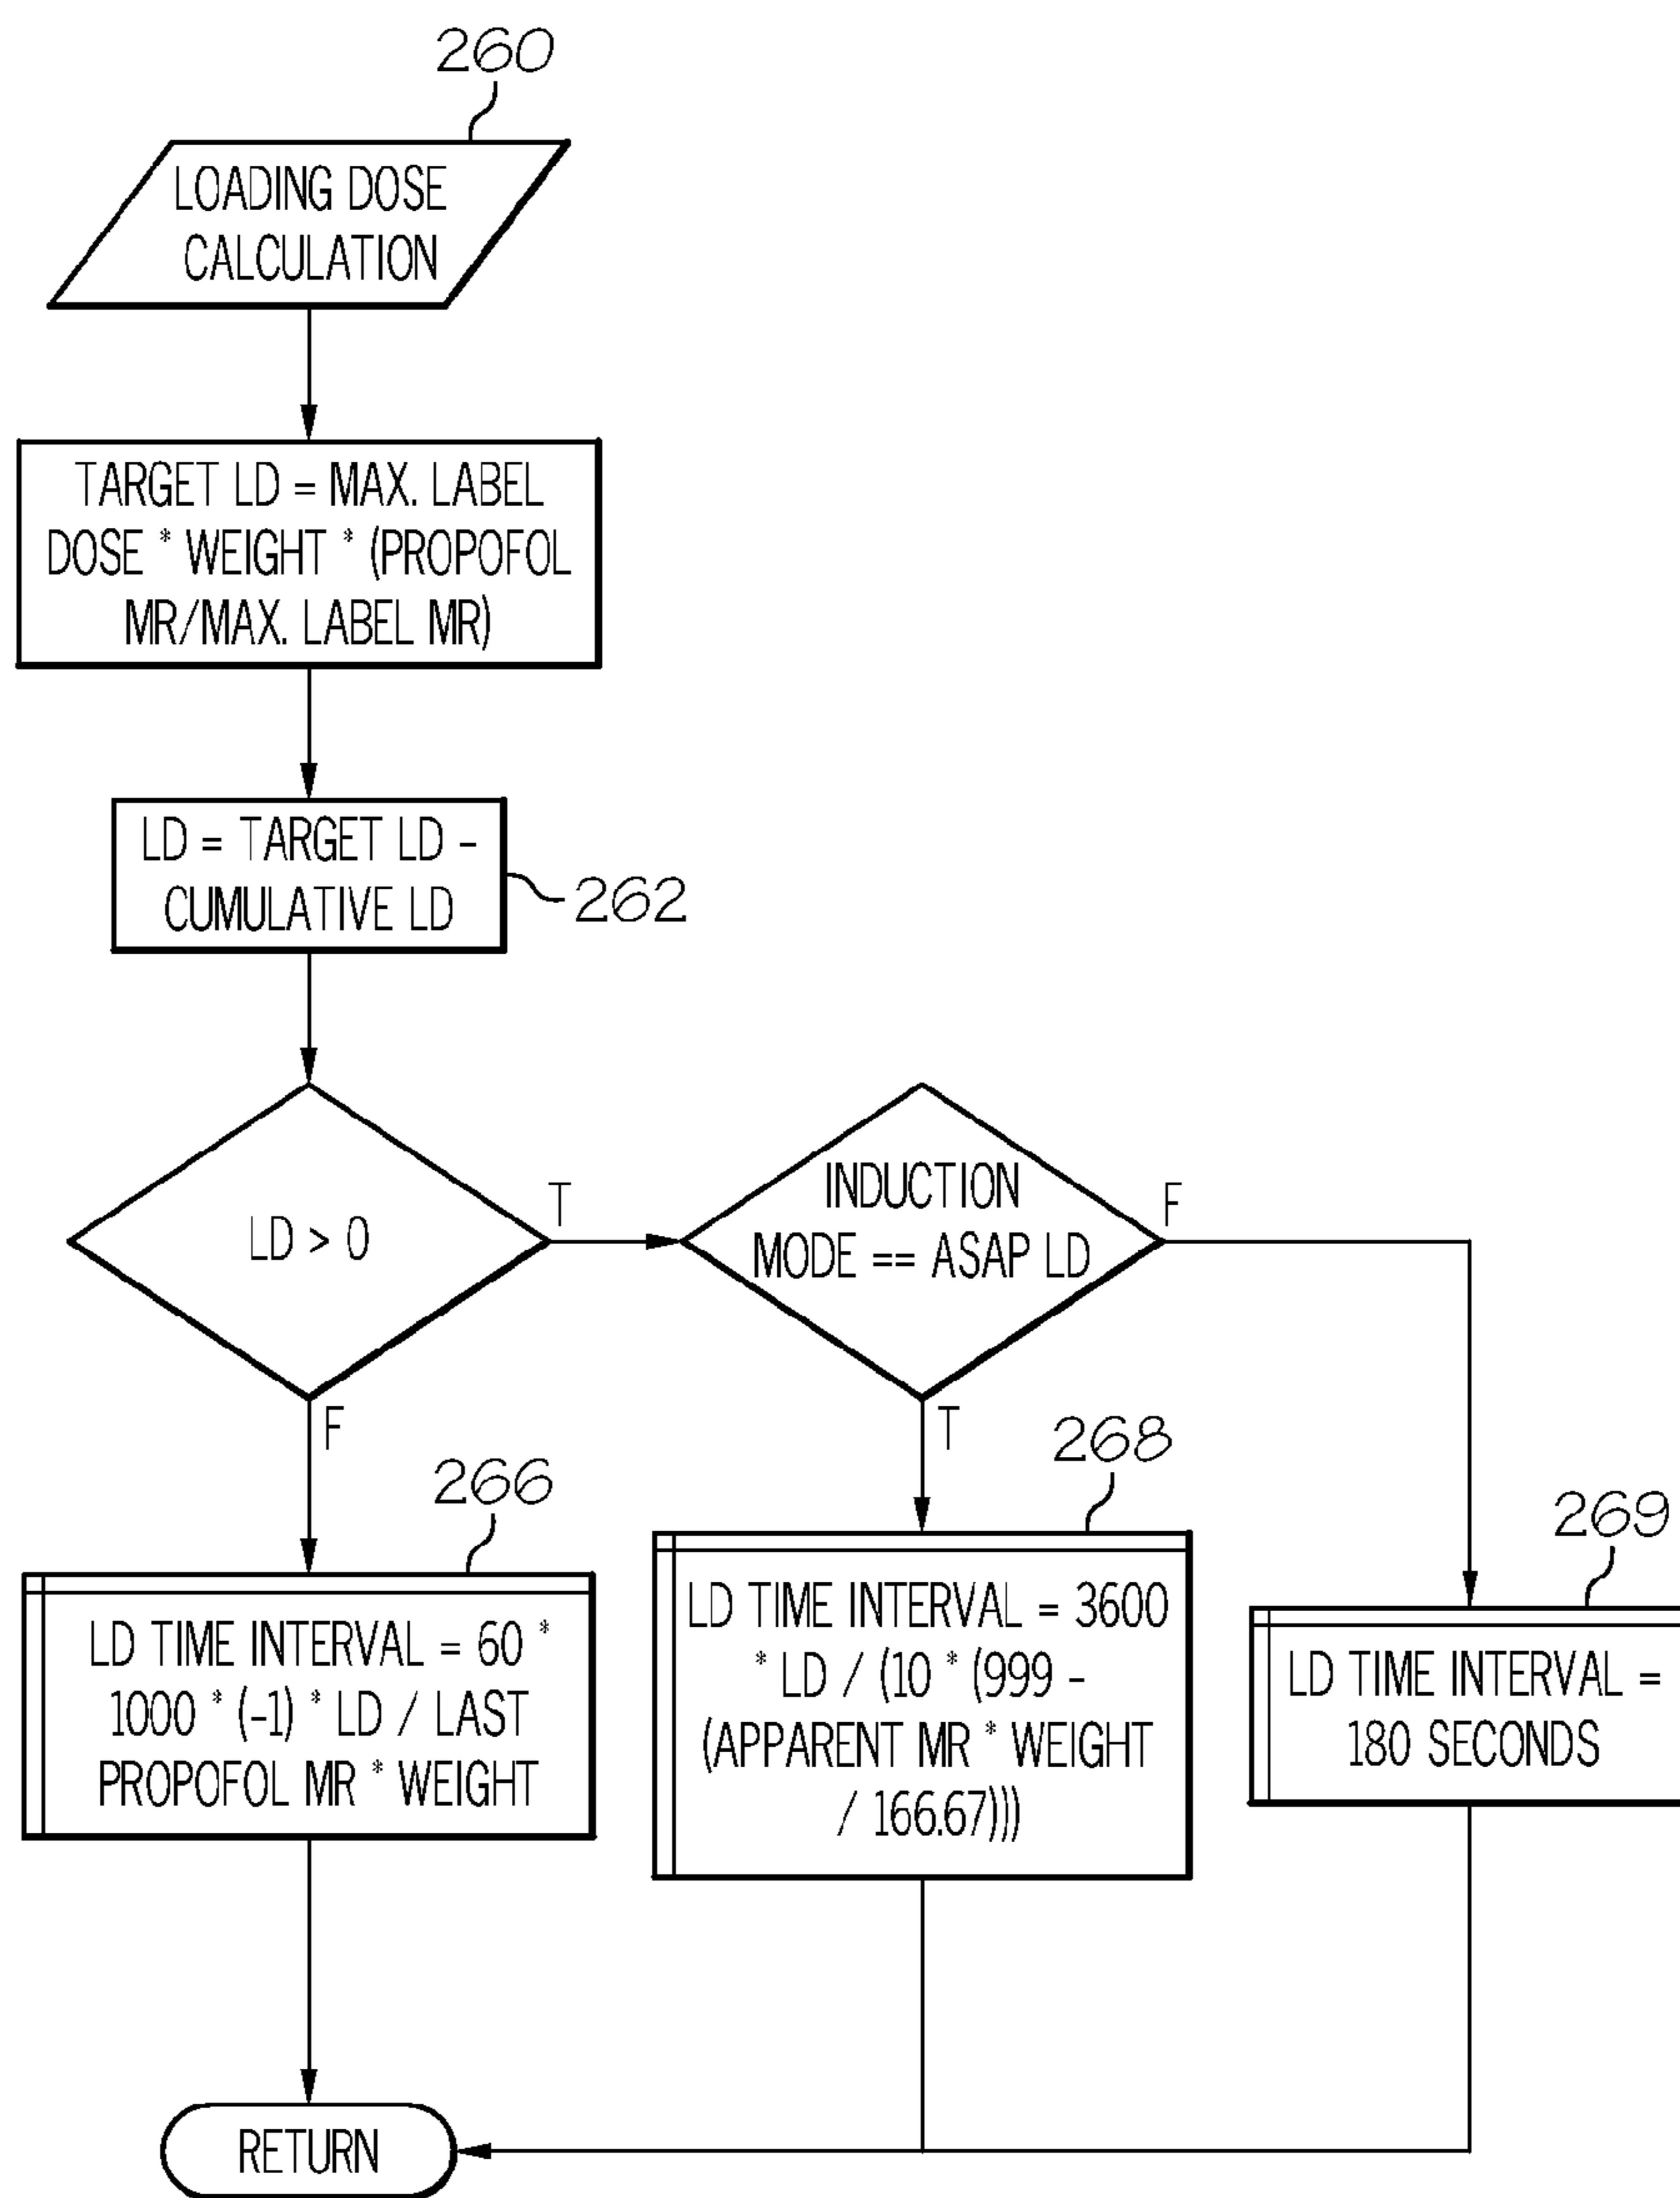 260
LOADING DOSE
CALCULATION
TARGET LD = MAX. LABEL
DOSE * WEIGHT * (PROPOFOL
MR/MAX. LABEL MR)
LD = TARGET LD -
CUMULATIVE LD
262
LD > 0
T
F
INDUCTION
MODE == ASAP LD
F
T
266
LD TIME INTERVAL = 60 *
1000 * (-1) * LD / LAST
PROPOFOL MR * WEIGHT
268
LD TIME INTERVAL = 3600
* LD / (10 * (999 -
(APPARENT MR * WEIGHT
/ 166.67)))
269
LD TIME INTERVAL =
180 SECONDS
RETURN